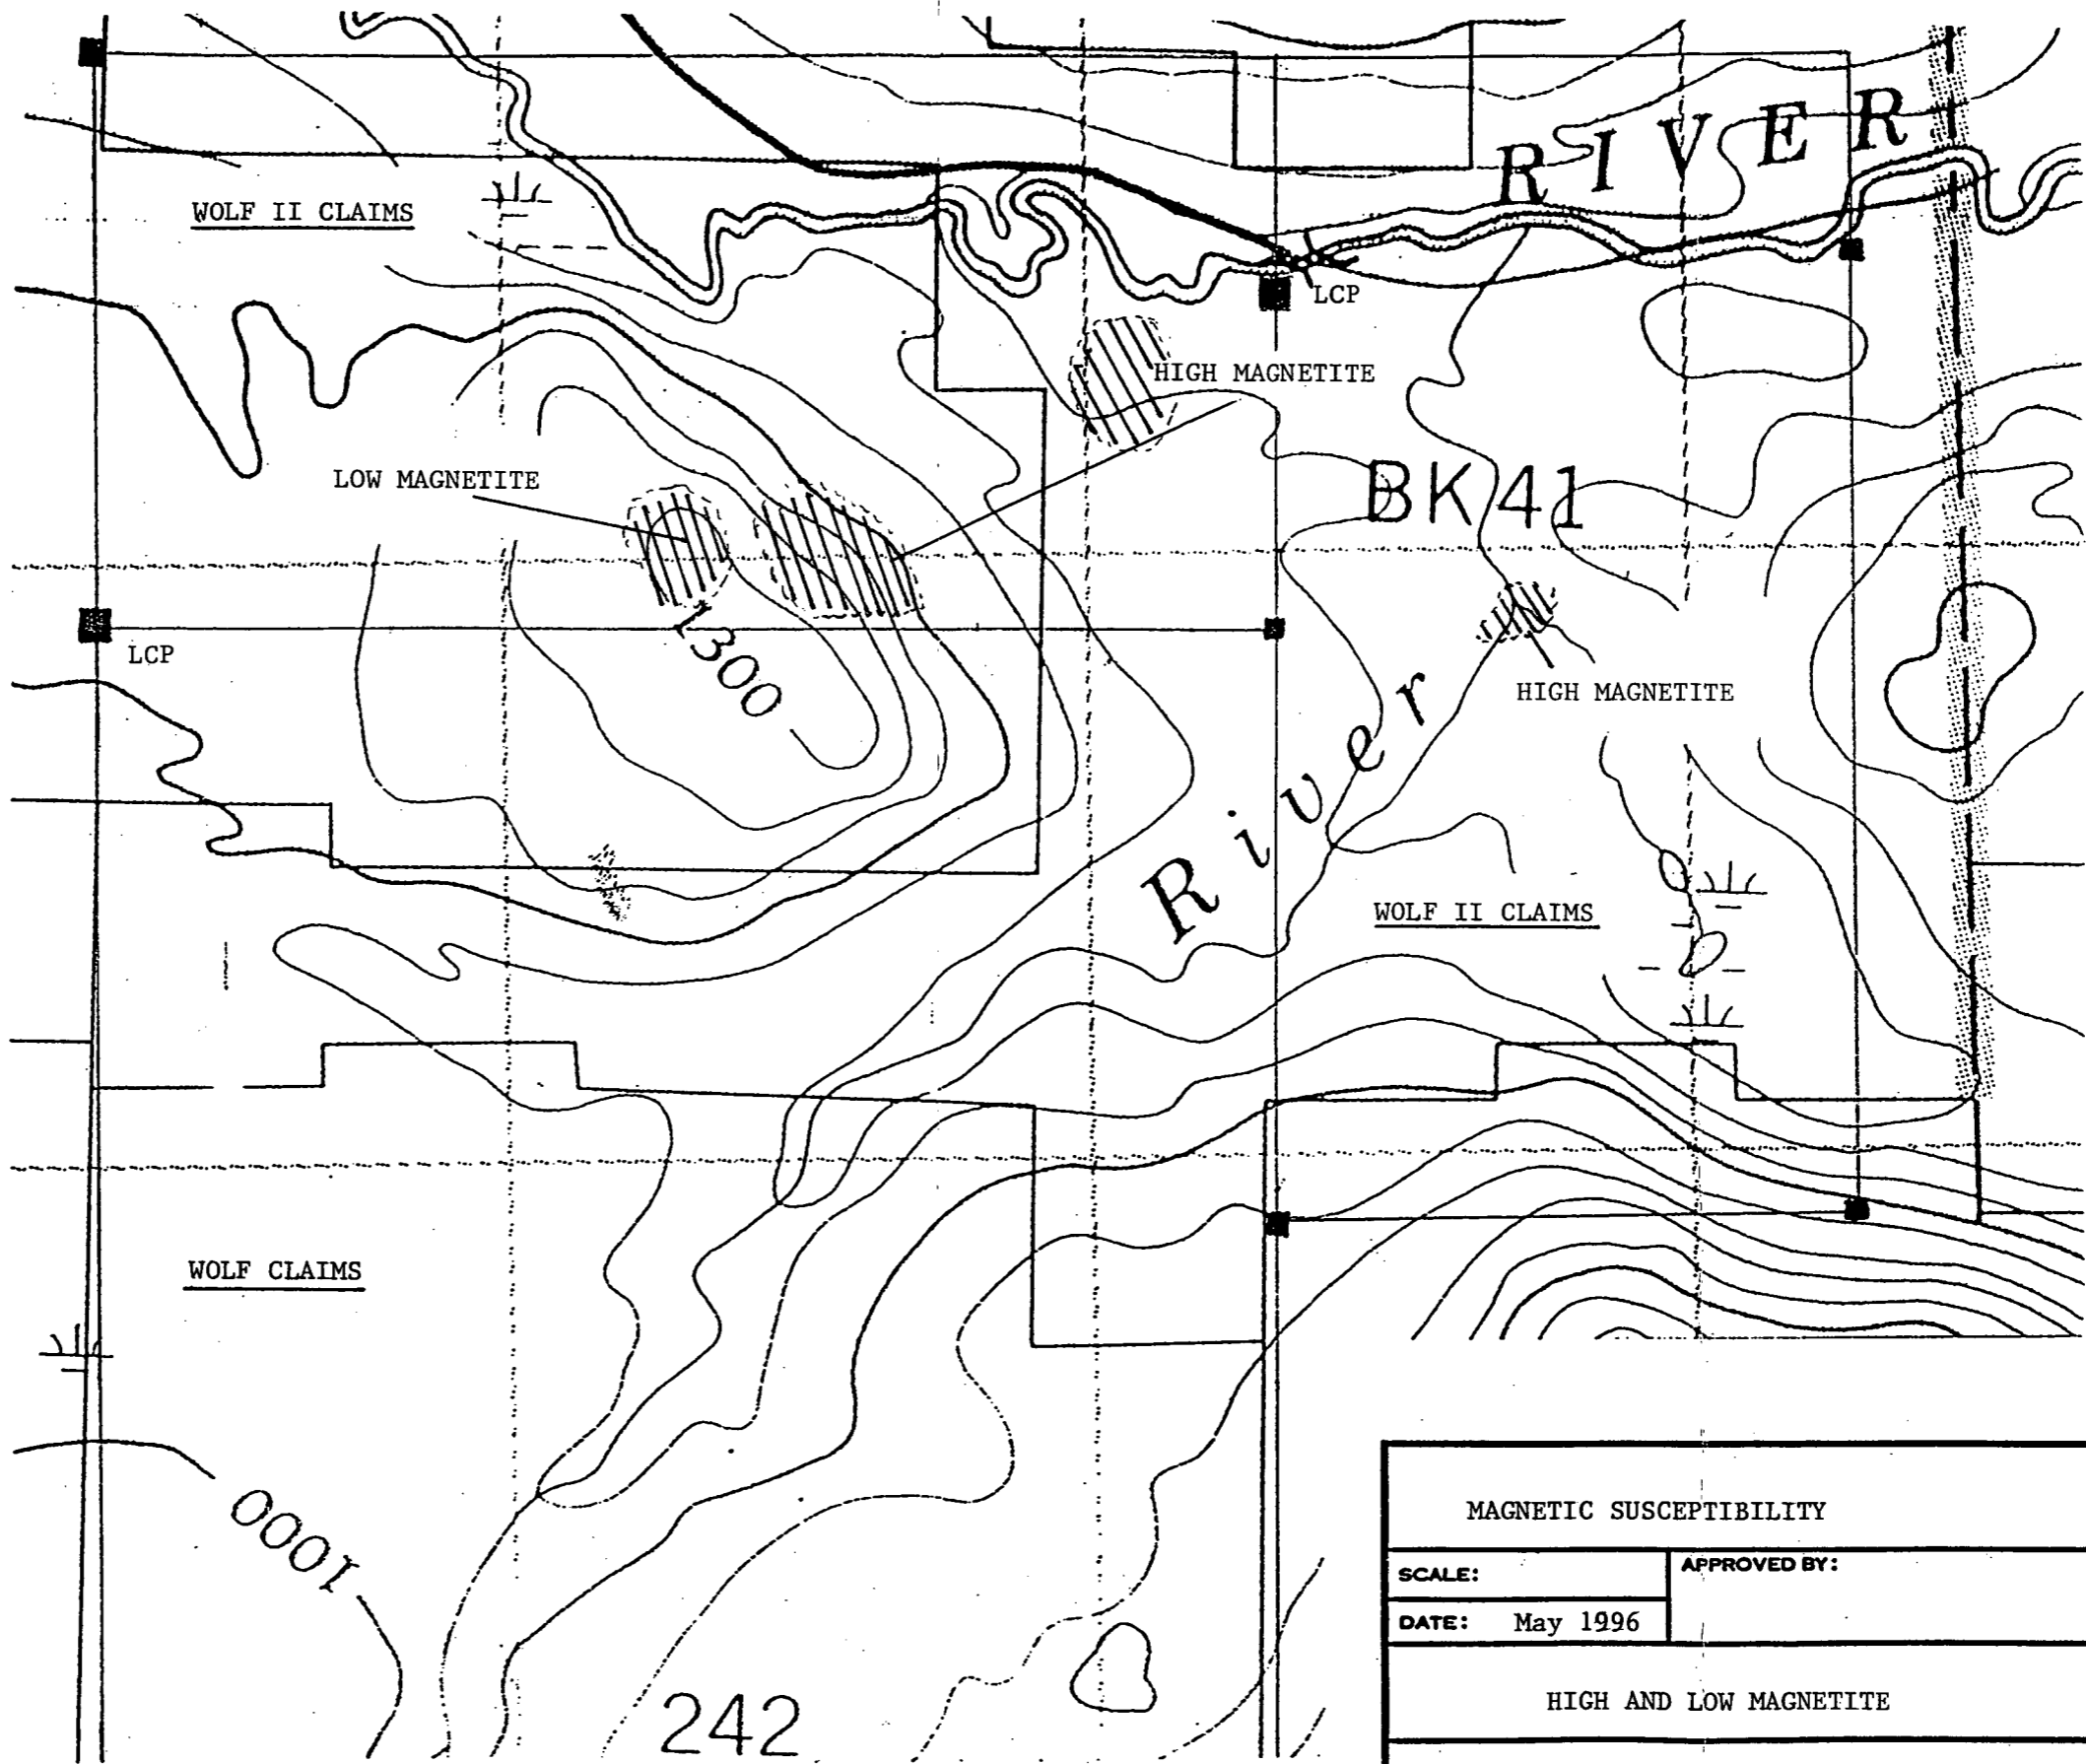 RIVER
WOLF II CLAIMS
LCP
HIGH MAGNETITE
LOW MAGNETITE
BK 41
LCP
1300
HIGH MAGNETITE
River
WOLF II CLAIMS
WOLF CLAIMS
1000
242
MAGNETIC SUSCEPTIBILITY
SCALE:
APPROVED BY:
DATE: May 1996
HIGH AND LOW MAGNETITE